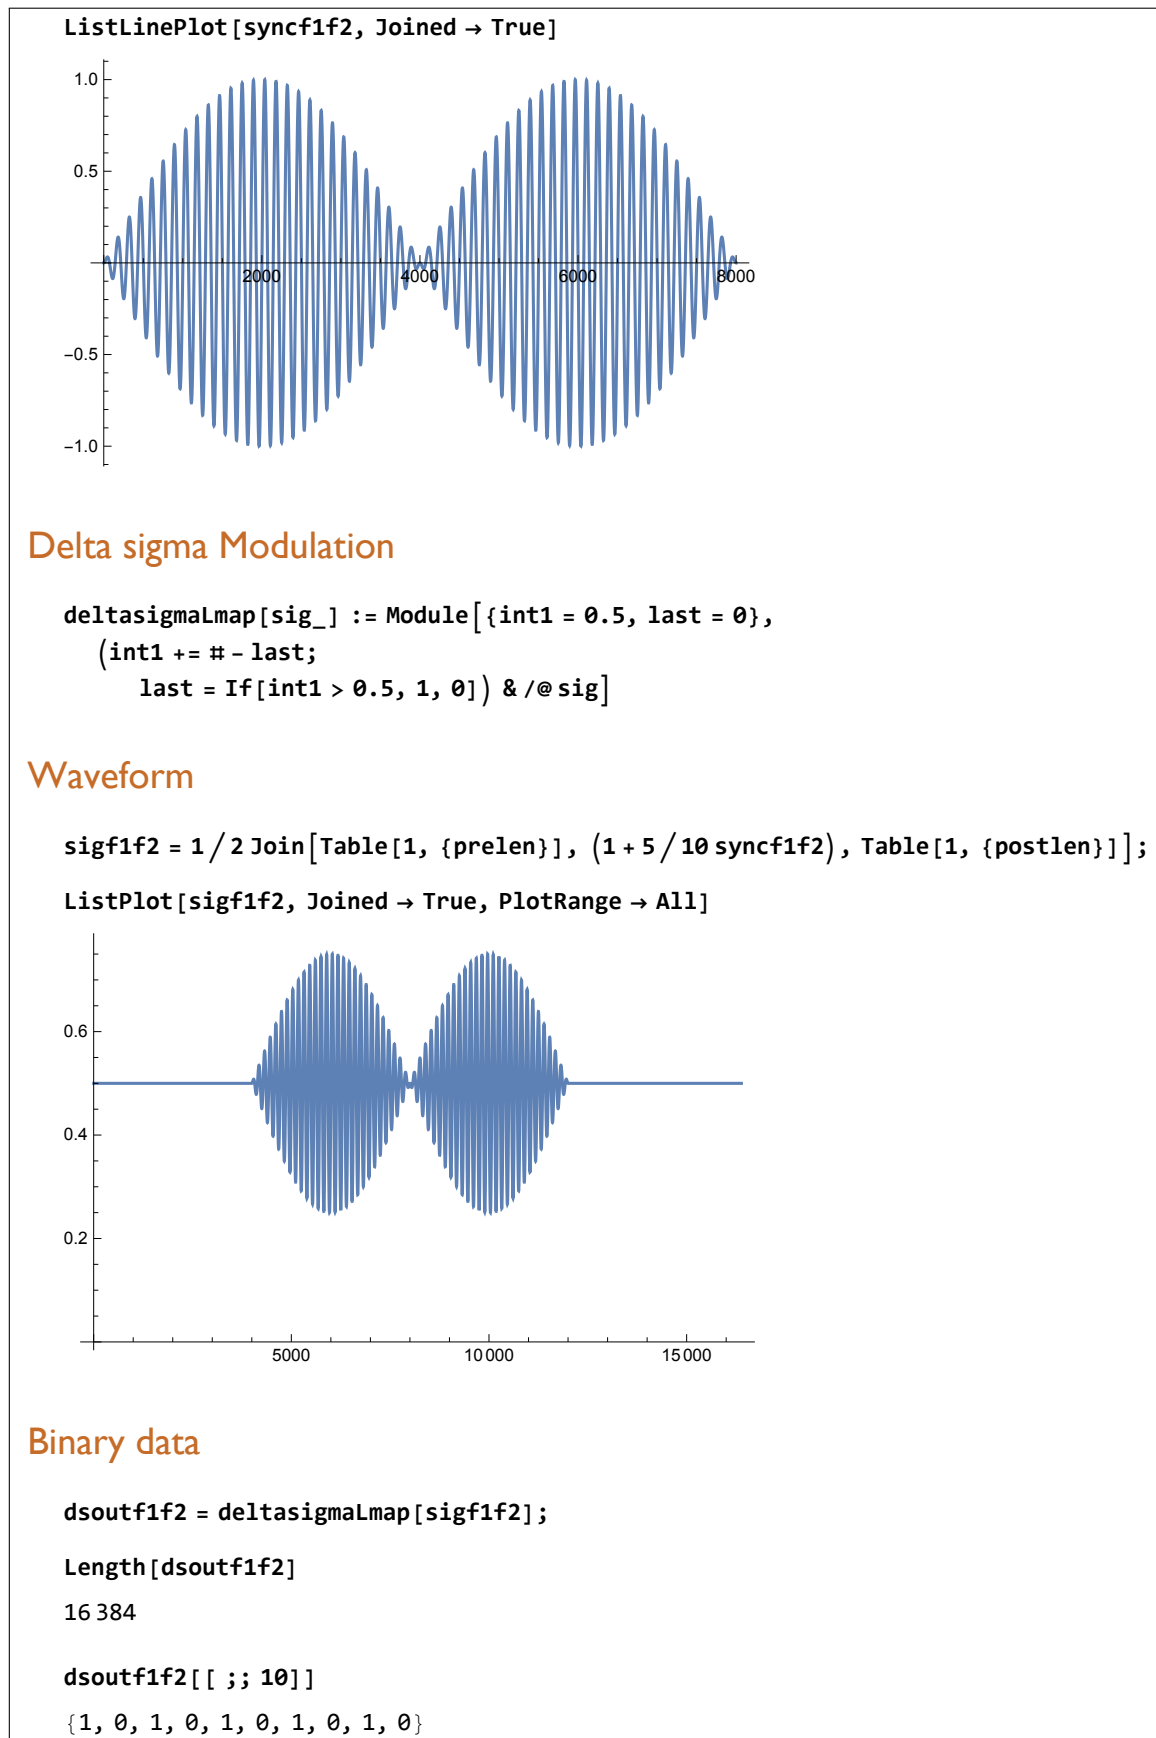 ListLinePlot[syncf1f2, Joined → True]
1.0
0.5
2000 4000 6000 8000
-0.5
-1.0
Delta sigma Modulation
deltasigmaLmap[sig_] := Module[{int1 = 0.5, last = 0},
(int1 += # - last;
last = If[int1 > 0.5, 1, 0]) & /@ sig]
Waveform
sigf1f2 = 1 / 2 Join[Table[1, {prelen}], (1 + 5 / 10 syncf1f2), Table[1, {postlen}]];
ListPlot[sigf1f2, Joined → True, PlotRange → All]
0.6
0.4
0.2
5000 10000 15000
Binary data
dsoutf1f2 = deltasigmaLmap[sigf1f2];
Length[dsoutf1f2]
16 384
dsoutf1f2[[ ;; 10]]
{1, 0, 1, 0, 1, 0, 1, 0, 1, 0}